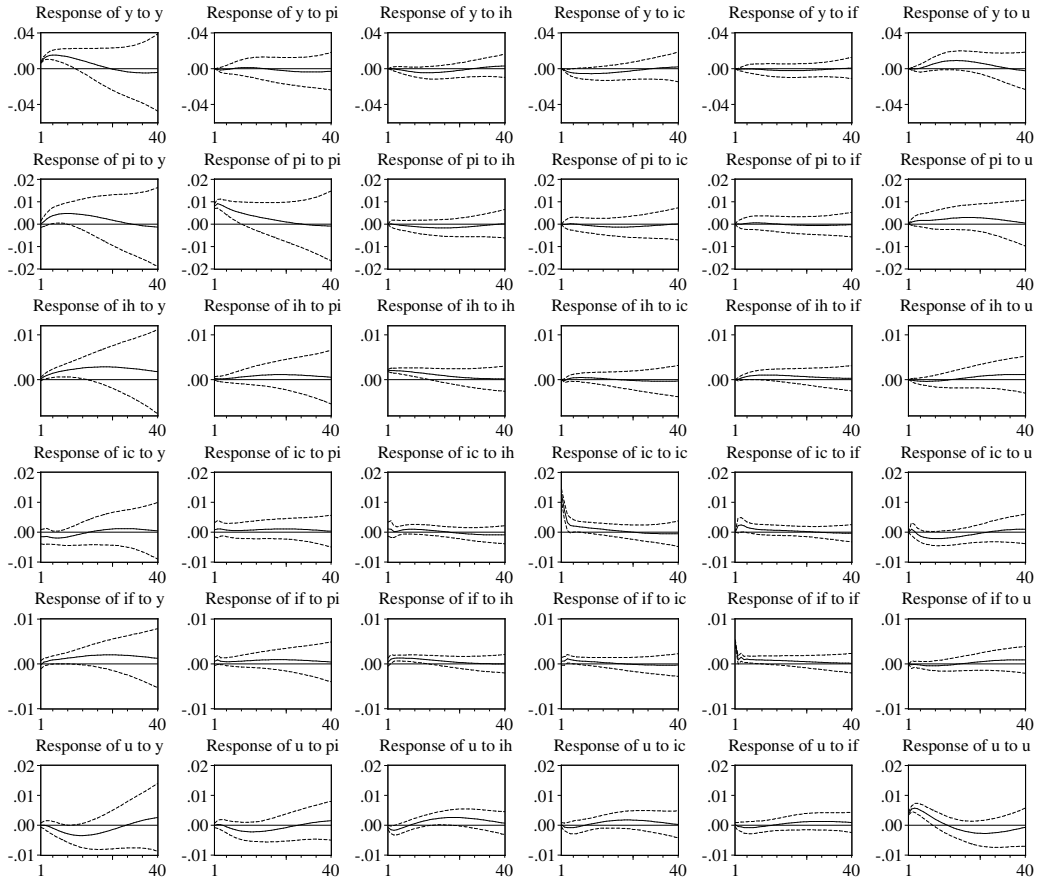 Response of y to y Response of y to pi Response of y to ih Response of y to ic Response of y to if Response of y to u
.04 .04 .04 .04 .04 .04
.00 .00 .00 .00 .00 .00
-.04 -.04 -.04 -.04 -.04 -.04
1 40 1 40 1 40 1 40 1 40 1 40
Response of pi to y Response of pi to pi Response of pi to ih Response of pi to ic Response of pi to if Response of pi to u
.02 .02 .02 .02 .02 .02
.01 .01 .01 .01 .01 .01
.00 .00 .00 .00 .00 .00
-.01 -.01 -.01 -.01 -.01 -.01
-.02 -.02 -.02 -.02 -.02 -.02
1 40 1 40 1 40 1 40 1 40 1 40
Response of ih to y Response of ih to pi Response of ih to ih Response of ih to ic Response of ih to if Response of ih to u
.01 .01 .01 .01 .01 .01
.00 .00 .00 .00 .00 .00
1 40 1 40 1 40 1 40 1 40 1 40
Response of ic to y Response of ic to pi Response of ic to ih Response of ic to ic Response of ic to if Response of ic to u
.02 .02 .02 .02 .02 .02
.01 .01 .01 .01 .01 .01
.00 .00 .00 .00 .00 .00
-.01 -.01 -.01 -.01 -.01 -.01
1 40 1 40 1 40 1 40 1 40 1 40
Response of if to y Response of if to pi Response of if to ih Response of if to ic Response of if to if Response of if to u
.01 .01 .01 .01 .01 .01
.00 .00 .00 .00 .00 .00
-.01 -.01 -.01 -.01 -.01 -.01
1 40 1 40 1 40 1 40 1 40 1 40
Response of u to y Response of u to pi Response of u to ih Response of u to ic Response of u to if Response of u to u
.02 .02 .02 .02 .02 .02
.01 .01 .01 .01 .01 .01
.00 .00 .00 .00 .00 .00
-.01 -.01 -.01 -.01 -.01 -.01
1 40 1 40 1 40 1 40 1 40 1 40